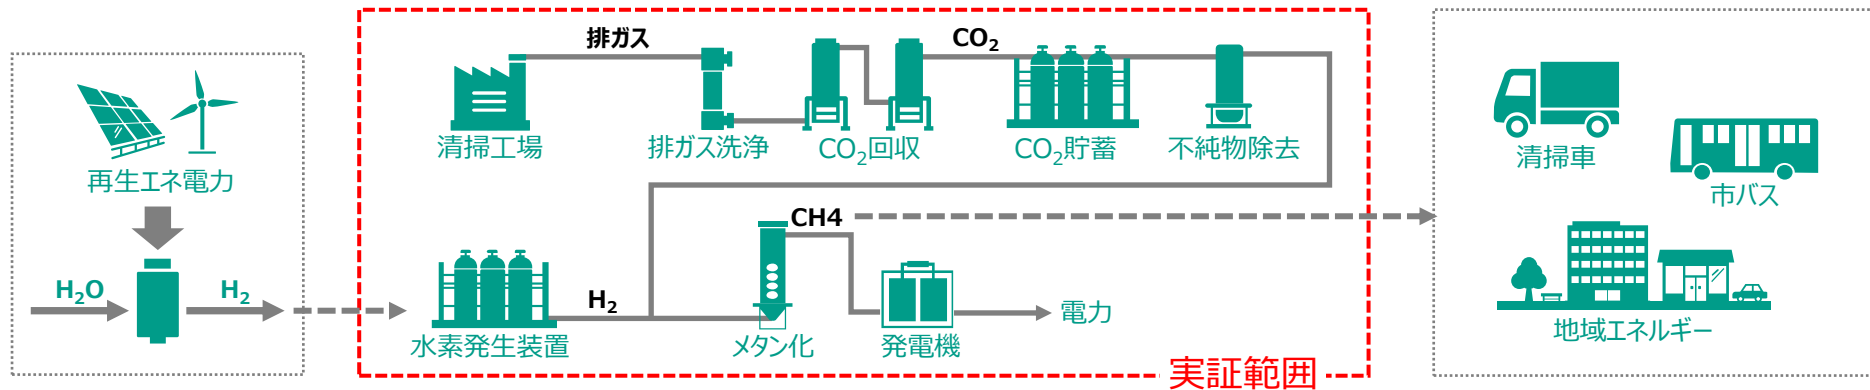 再生エネ電力
H₂O
H₂
排ガス
CO₂
清掃工場
排ガス洗浄
CO₂回収
CO₂貯蓄
不純物除去
CH4
H₂
水素発生装置
メタン化
発電機
電力
実証範囲
清掃車
市バス
地域エネルギー